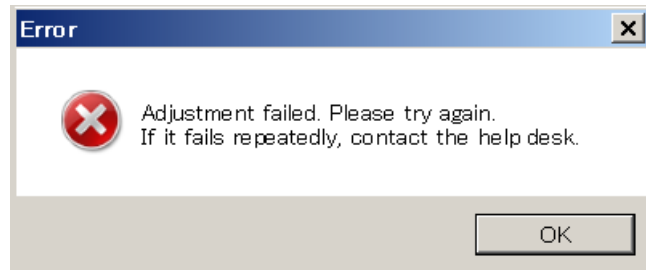 Error
Adjustment failed. Please try again.
If it fails repeatedly, contact the help desk.
OK